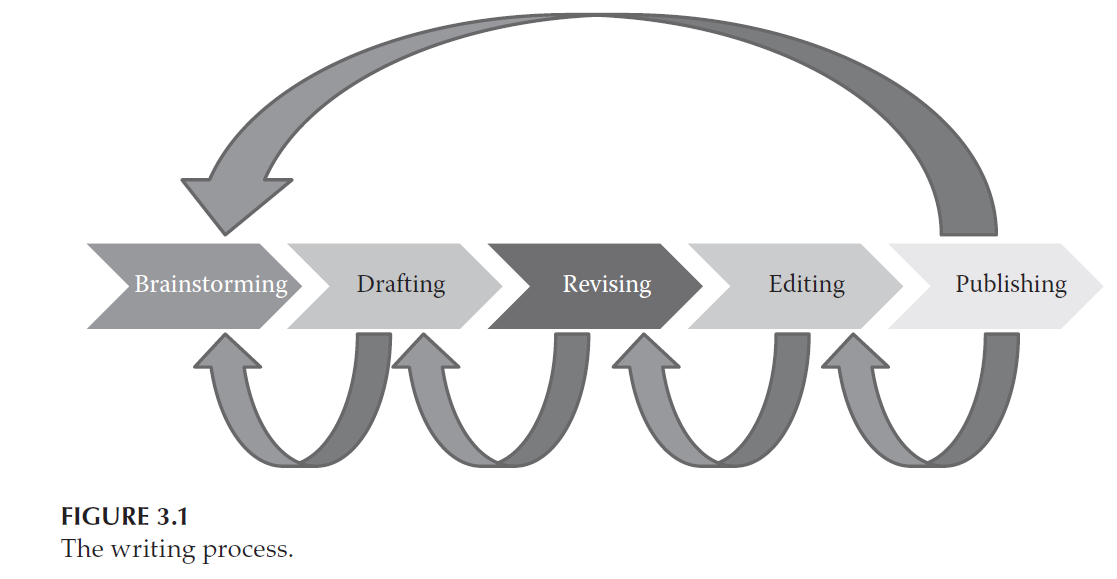 Brainstorming
Drafting
Revising
Editing
Publishing
FIGURE 3.1
The writing process.